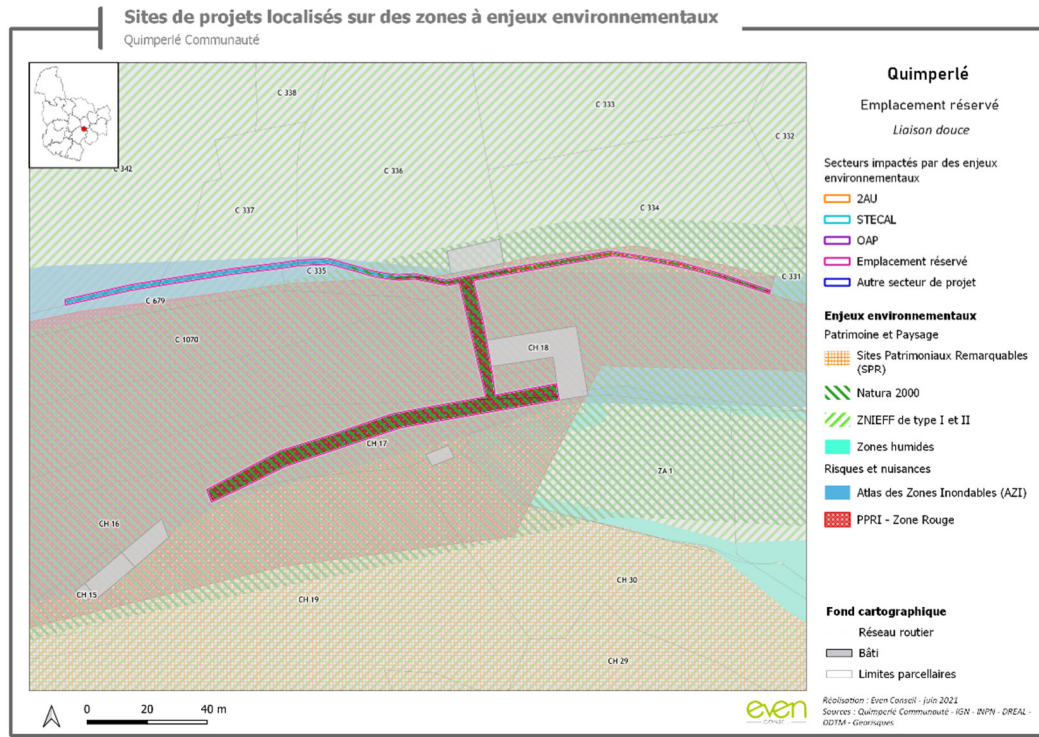 Sites de projets localisés sur des zones à enjeux environnementaux
Quimperlé Communauté
C 338
C 333
C 332
C 342
C 336
C 337
C 334
C 335
C 331
C 679
C 1070
CH 18
CH 17
ZA 1
CH 16
CH 15
CH 19
CH 30
CH 29
0 20 40 m
even
CONSEIL
Quimperlé
Emplacement réservé
Liaison douce
Secteurs impactés par des enjeux
environnementaux
2AU
STECAL
OAP
Emplacement réservé
Autre secteur de projet
Enjeux environnementaux
Patrimoine et Paysage
Sites Patrimoniaux Remarquables
(SPR)
Natura 2000
ZNIEFF de type I et II
Zones humides
Risques et nuisances
Atlas des Zones Inondables (AZI)
PPRI - Zone Rouge
Fond cartographique
Réseau routier
Bâti
Limites parcellaires
Réalisation : Even Conseil - juin 2021
Sources : Quimperlé Communauté - IGN - INPN - DREAL -
DDTM - Georisques